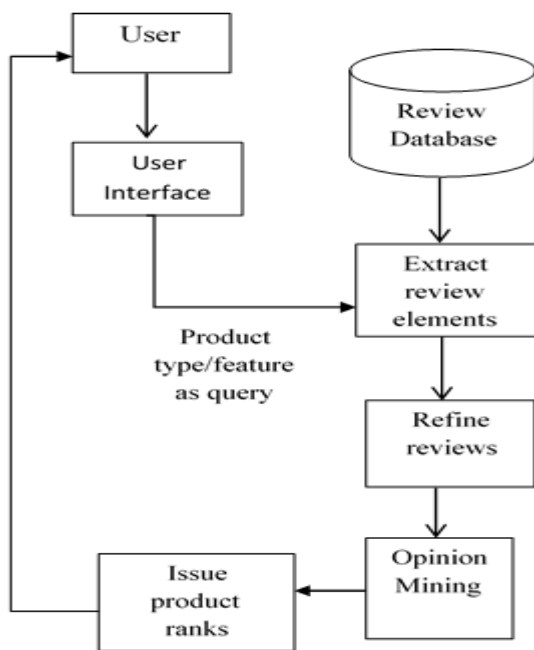 User
User
Interface
Review
Database
Extract
review
elements
Product
type/feature
as query
Refine
reviews
Opinion
Mining
Issue
product
ranks